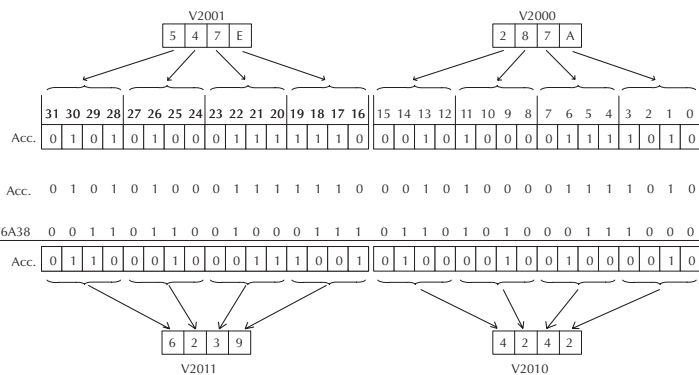 V2001 V2000
5 4 7 E 2 8 7 A
31 30 29 28 27 26 25 24 23 22 21 20 19 18 17 16 15 14 13 12 11 10 9 8 7 6 5 4 3 2 1 0
Acc. 0 1 0 1 0 1 0 0 0 1 1 1 1 1 1 0 0 0 1 0 1 0 0 0 0 1 1 1 1 0 1 0
Acc. 0 1 0 1 0 1 0 0 0 1 1 1 1 1 1 0 0 0 1 0 1 0 0 0 0 1 1 1 1 0 1 0
6A38 0 0 1 1 0 1 1 0 0 1 0 0 0 1 1 1 0 1 1 0 1 0 1 0 0 0 1 1 1 0 0 0
Acc. 0 1 1 0 0 0 1 0 0 0 1 1 1 0 0 1 0 1 0 0 0 0 1 0 0 1 0 0 0 0 1 0
6 2 3 9 4 2 4 2
V2011 V2010